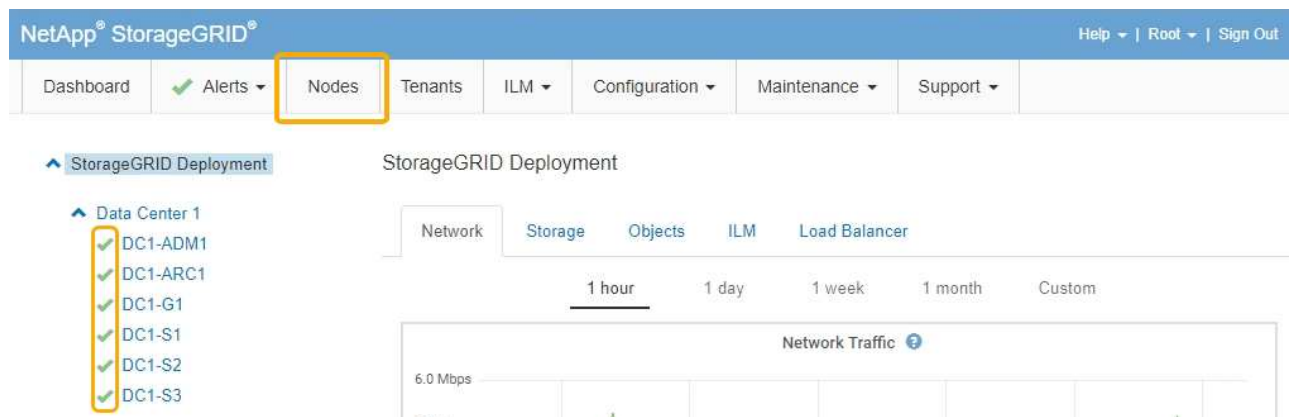 NetApp® StorageGRID® Help | Root | Sign Out
Dashboard Alerts Nodes Tenants ILM Configuration Maintenance Support
StorageGRID Deployment
Data Center 1
DC1-ADM1
DC1-ARC1
DC1-G1
DC1-S1
DC1-S2
DC1-S3
StorageGRID Deployment
Network Storage Objects ILM Load Balancer
1 hour 1 day 1 week 1 month Custom
Network Traffic ?
6.0 Mbps